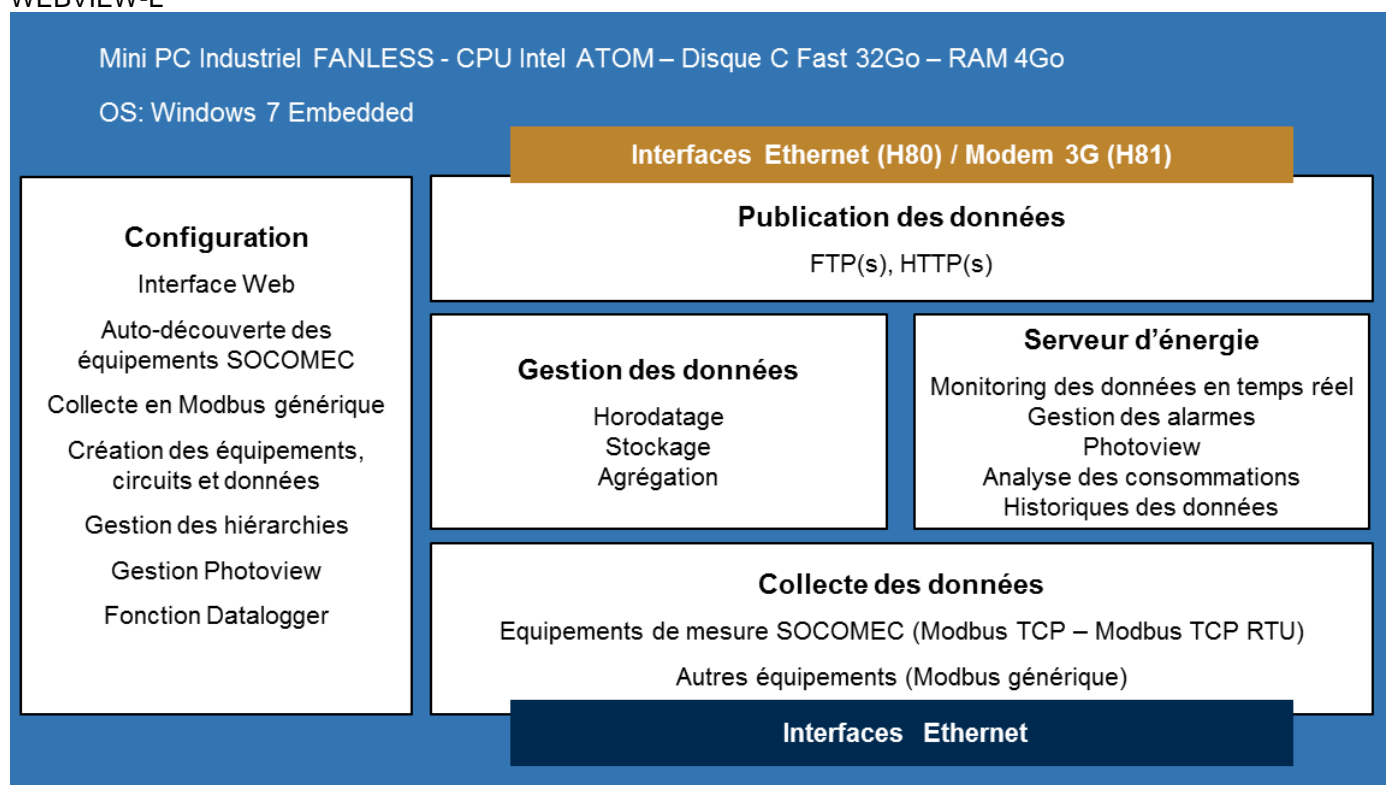 WEBVIEW-L
Mini PC Industriel FANLESS - CPU Intel ATOM – Disque C Fast 32Go – RAM 4Go
OS: Windows 7 Embedded
Interfaces Ethernet (H80) / Modem 3G (H81)
Configuration
Interface Web
Auto-découverte des
équipements SOCOMEC
Collecte en Modbus générique
Création des équipements,
circuits et données
Gestion des hiérarchies
Gestion Photoview
Fonction Datalogger
Publication des données
FTP(s), HTTP(s)
Gestion des données
Horodatage
Stockage
Agrégation
Serveur d’énergie
Monitoring des données en temps réel
Gestion des alarmes
Photoview
Analyse des consommations
Historiques des données
Collecte des données
Equipements de mesure SOCOMEC (Modbus TCP – Modbus TCP RTU)
Autres équipements (Modbus générique)
Interfaces Ethernet